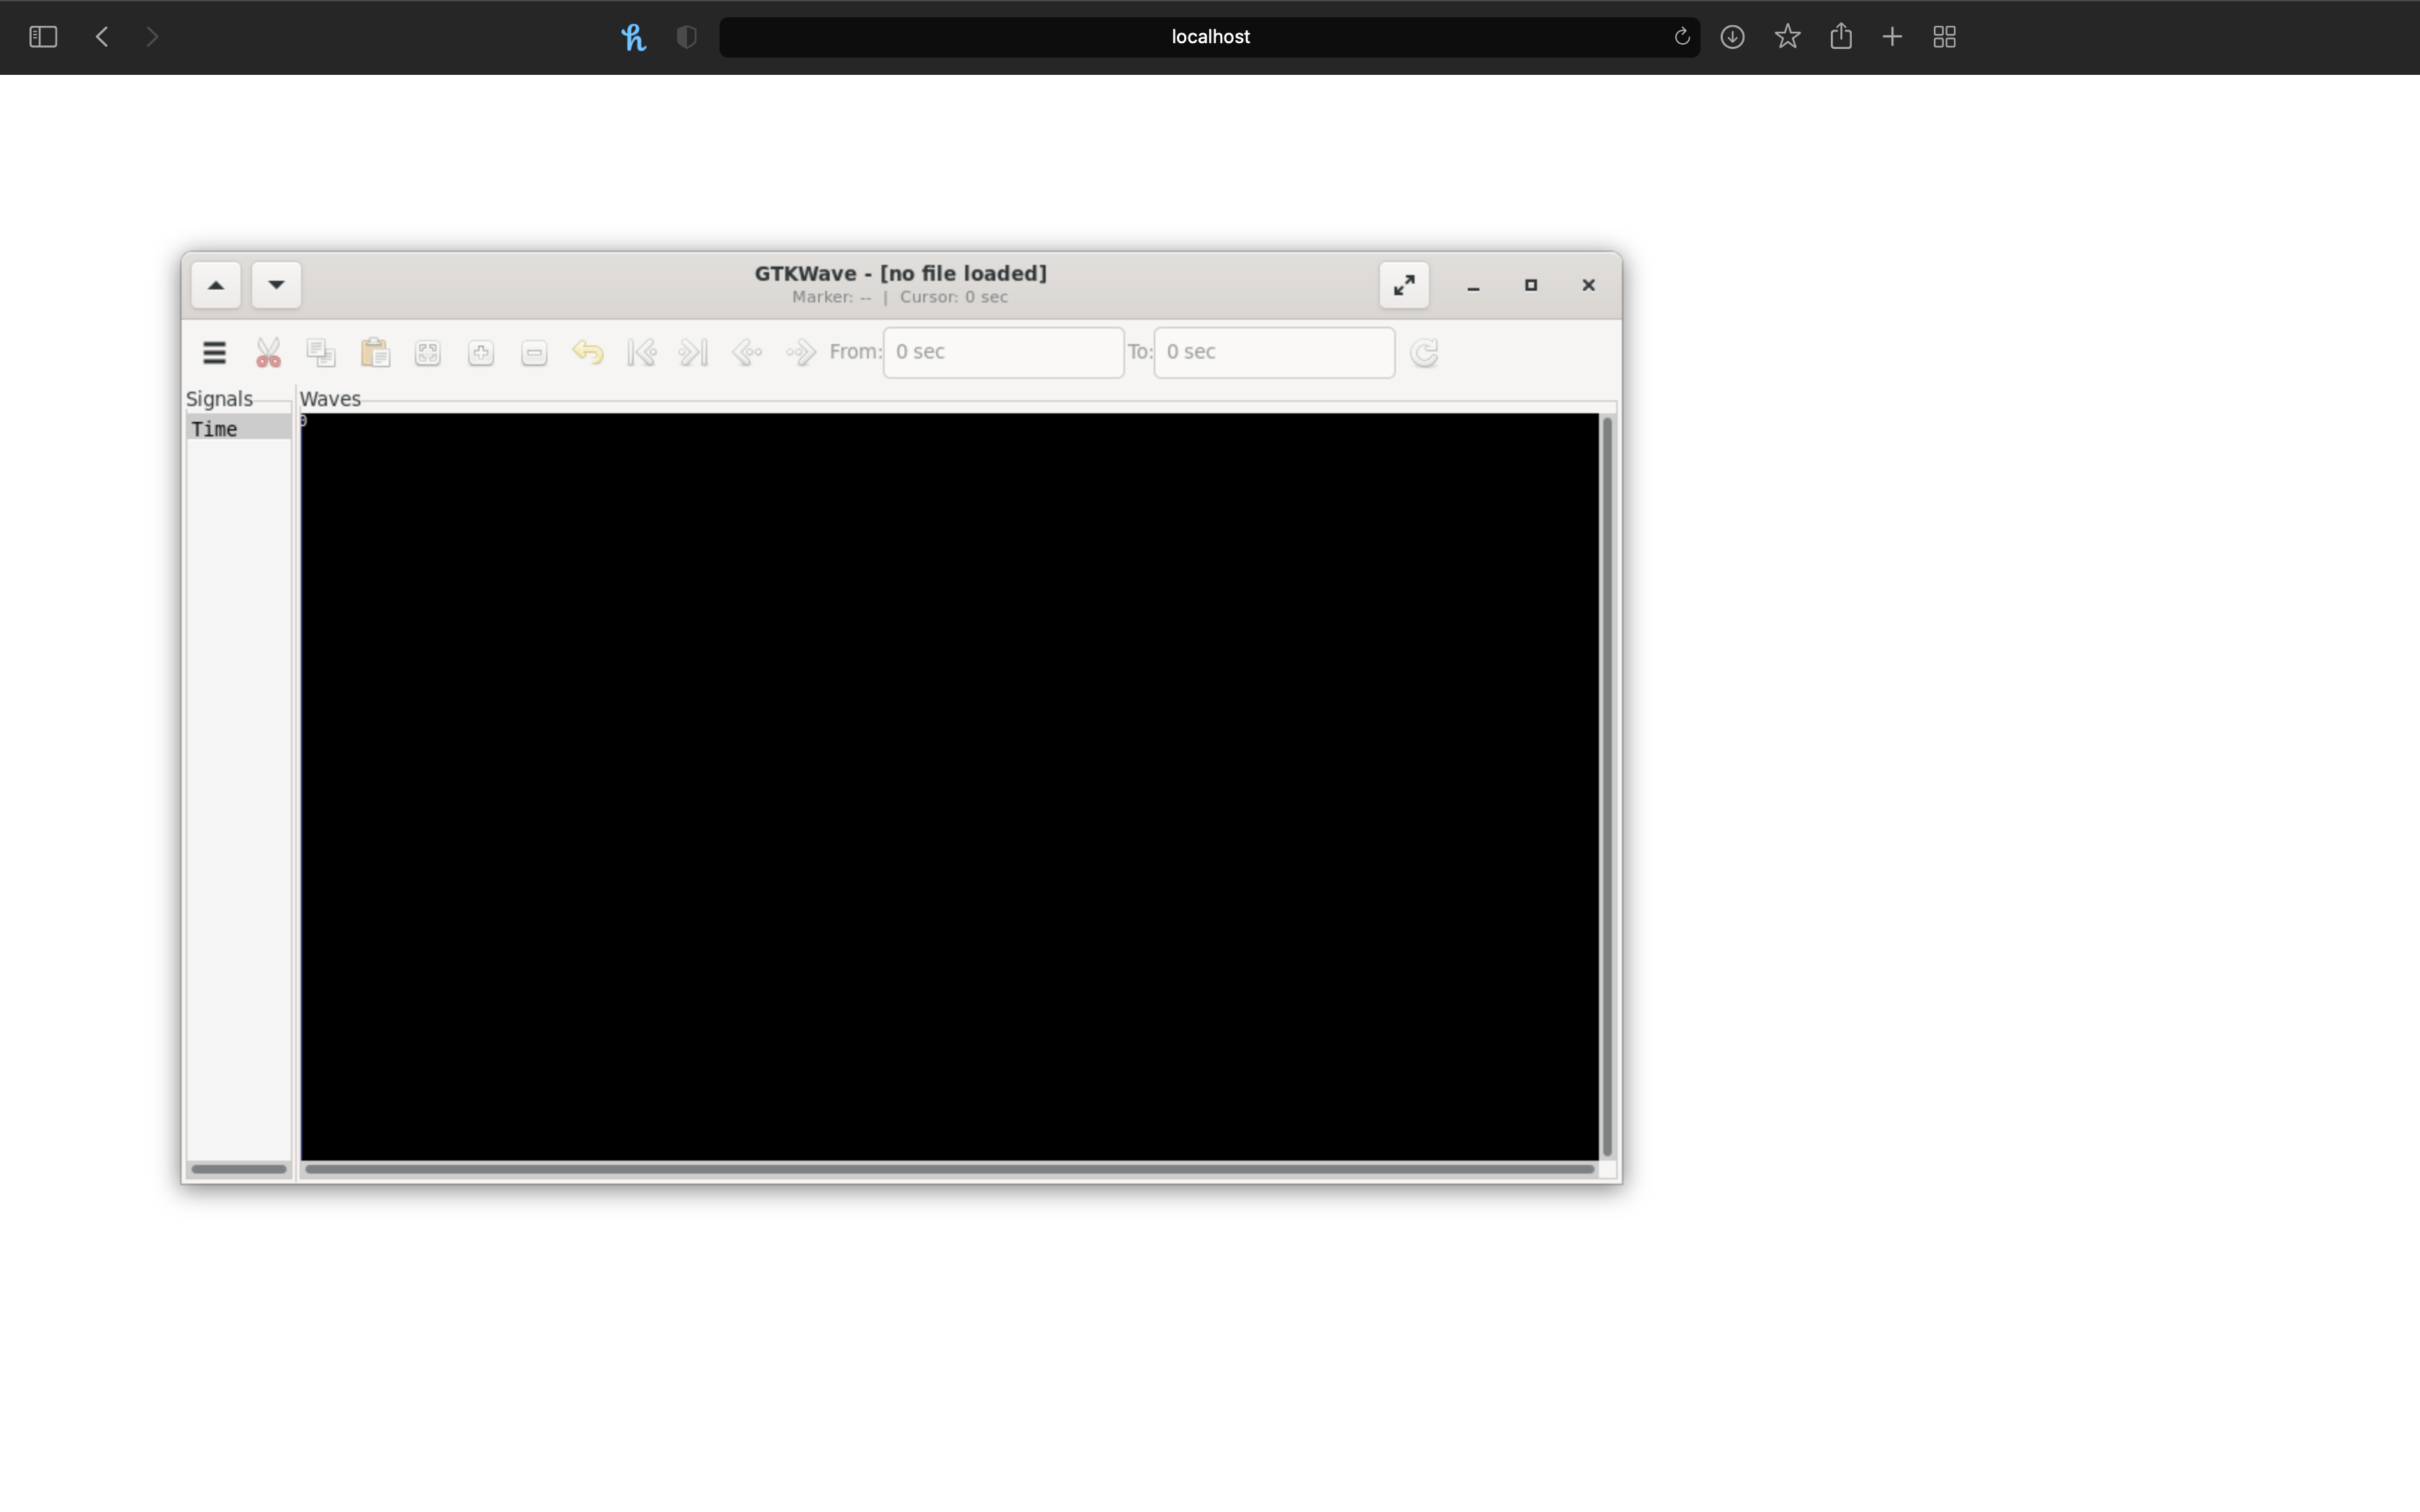 localhost
GTKWave - [no file loaded]
Marker: -- | Cursor: 0 sec
From: 0 sec To: 0 sec
Signals
Waves
Time
0